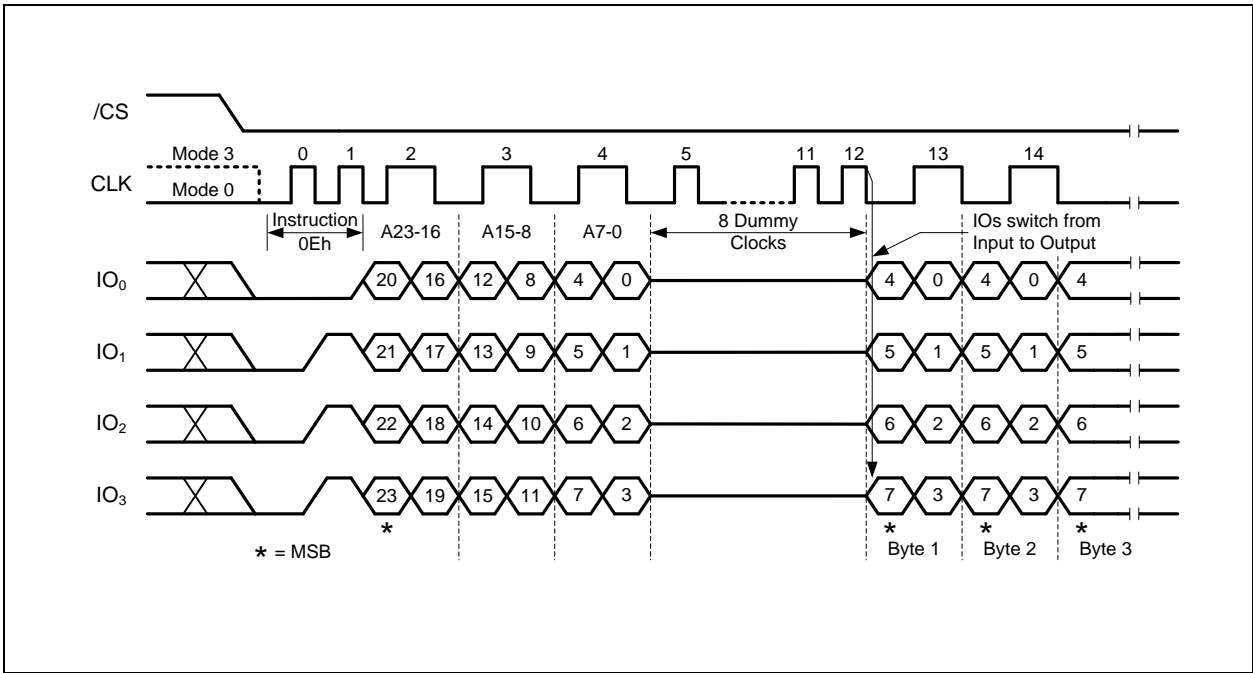 /CS
Mode 3 0 1 2 3 4 5 11 12 13 14
CLK Mode 0
Instruction
0Eh
A23-16 A15-8 A7-0
8 Dummy
Clocks
IOs switch from
Input to Output
IO0 20 16 12 8 4 0 4 0 4 0 4
IO1 21 17 13 9 5 1 5 1 5 1 5
IO2 22 18 14 10 6 2 6 2 6 2 6
IO3 23 19 15 11 7 3 7 3 7 3 7
* * * *
* = MSB
Byte 1 Byte 2 Byte 3